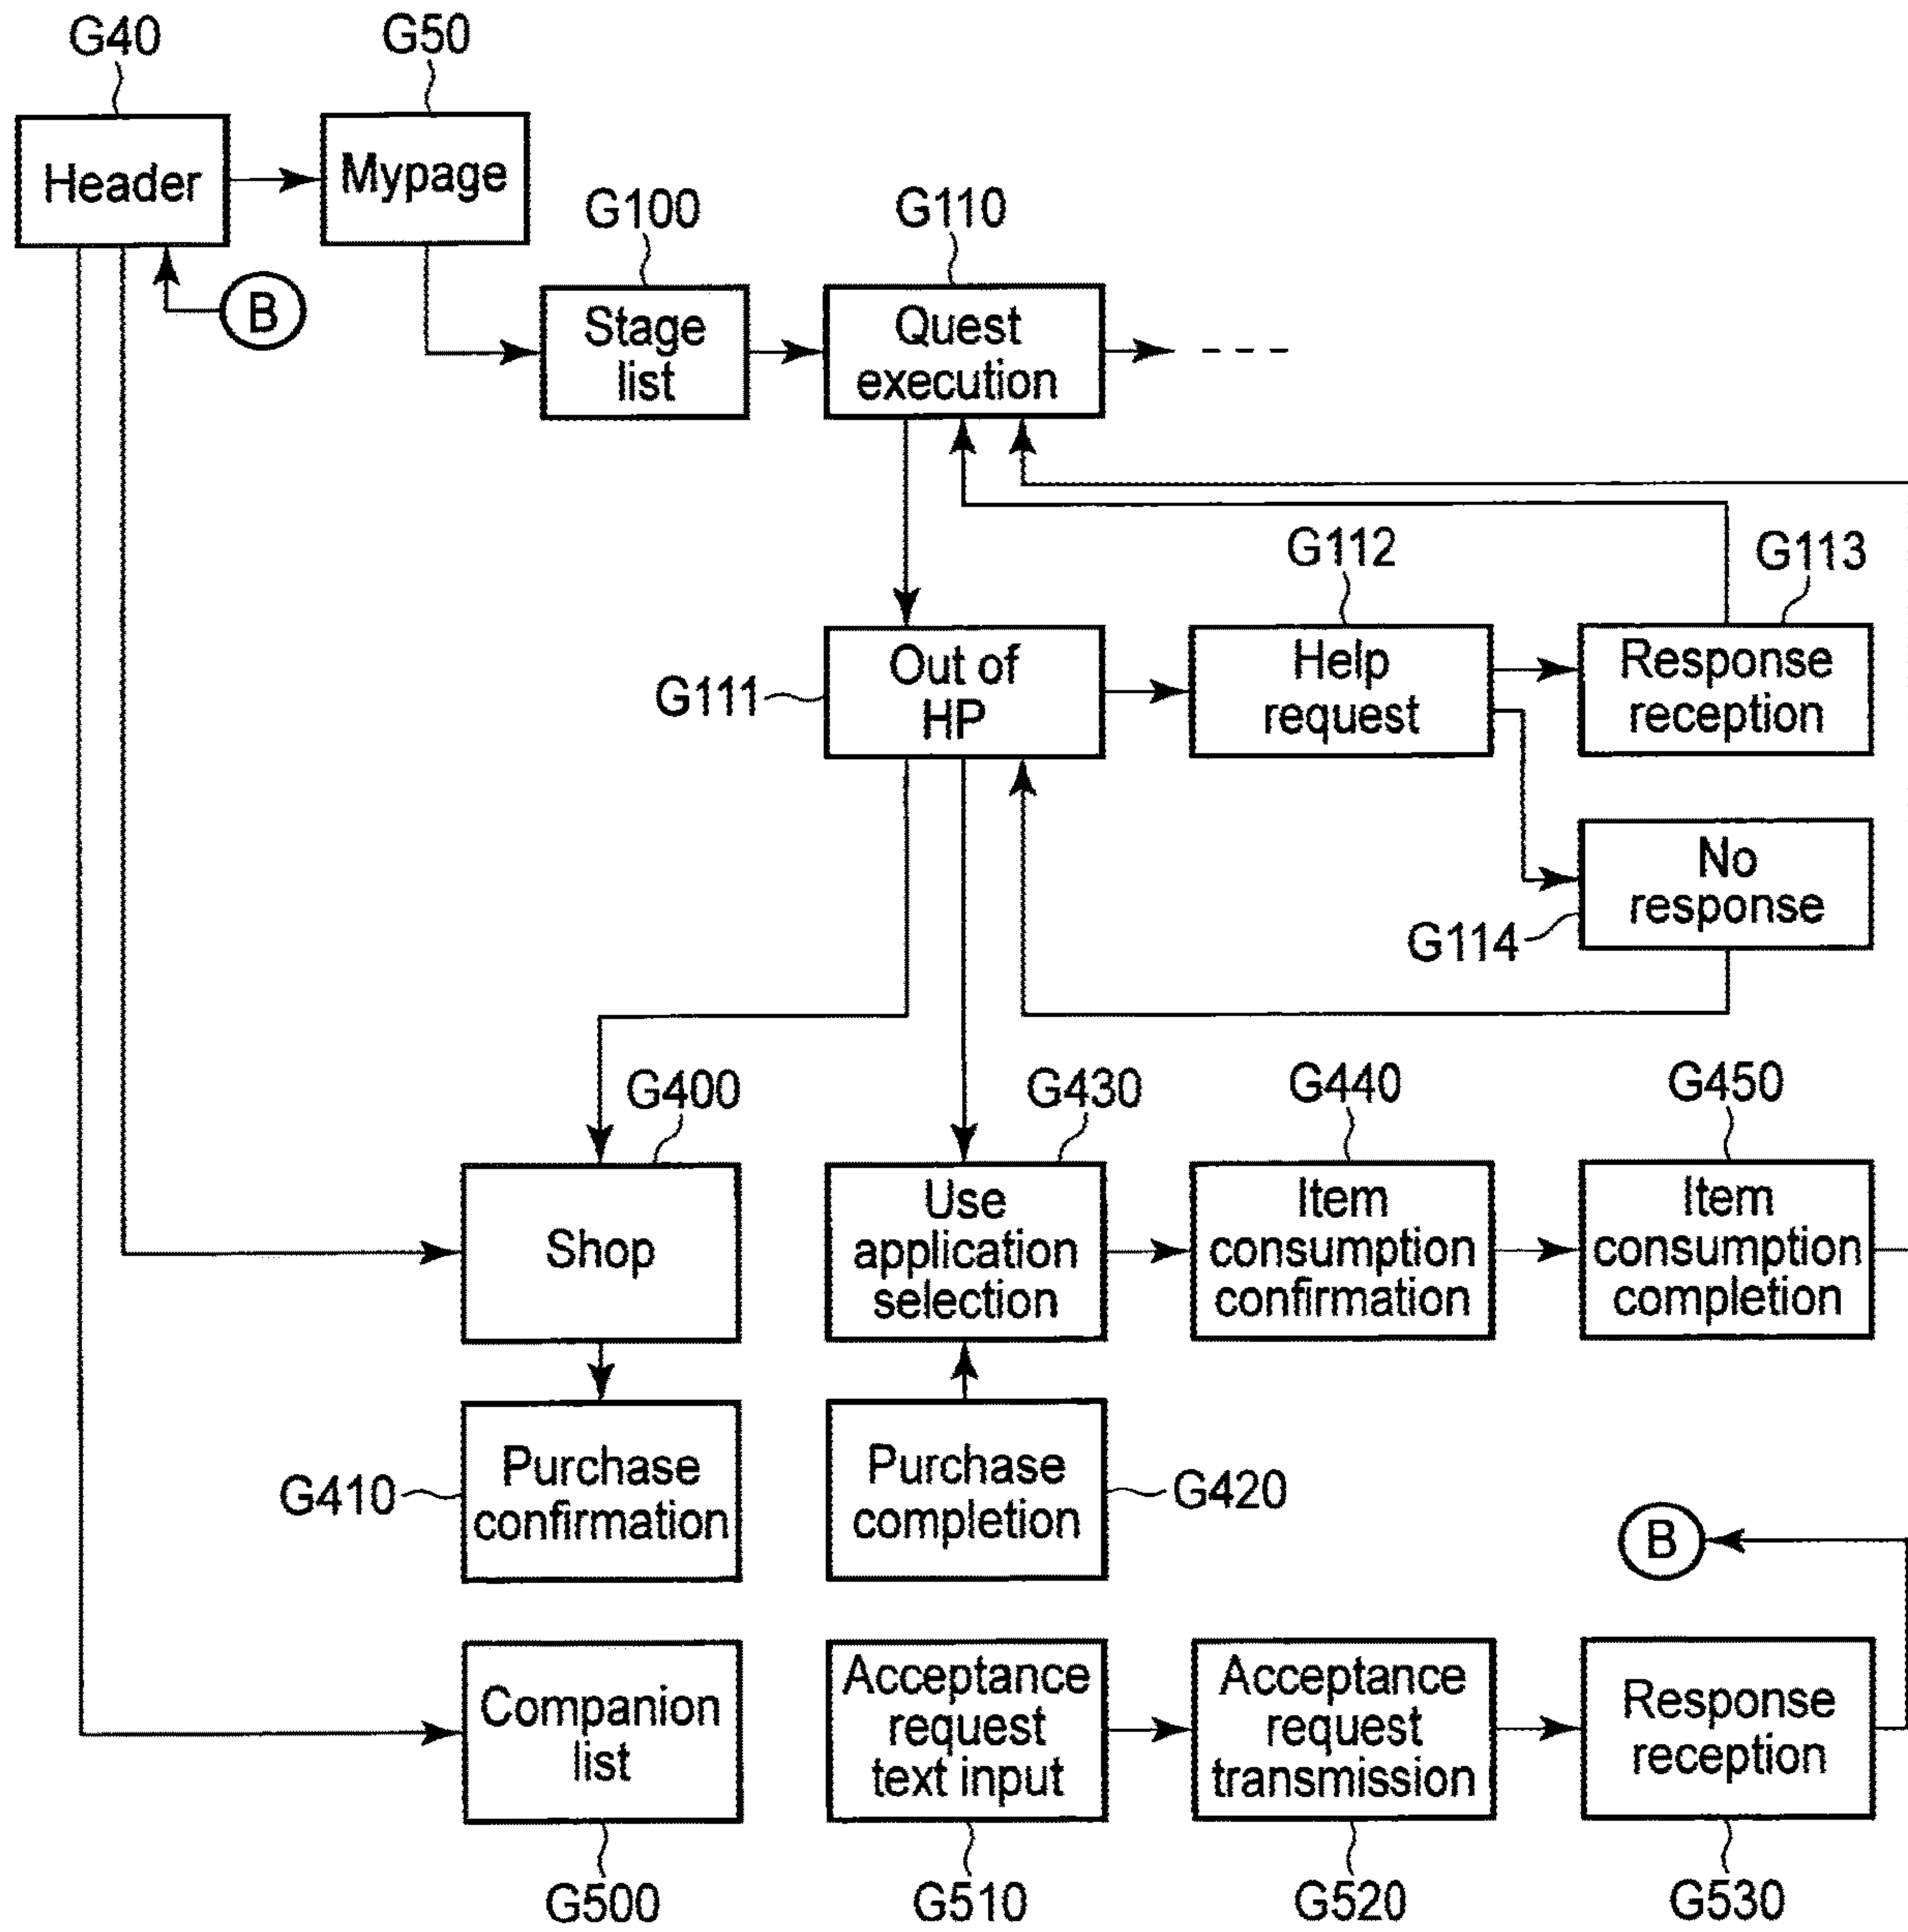 G40
G50
Header
Mypage
B
G100
G110
Stage
list
Quest
execution
G112
G113
G111
Out of
HP
Help
request
Response
reception
No
response
G114
G400
G430
G440
G450
Shop
Use
application
selection
Item
consumption
confirmation
Item
consumption
completion
G410
Purchase
confirmation
Purchase
completion
G420
B
Companion
list
Acceptance
request
text input
Acceptance
request
transmission
Response
reception
G500
G510
G520
G530